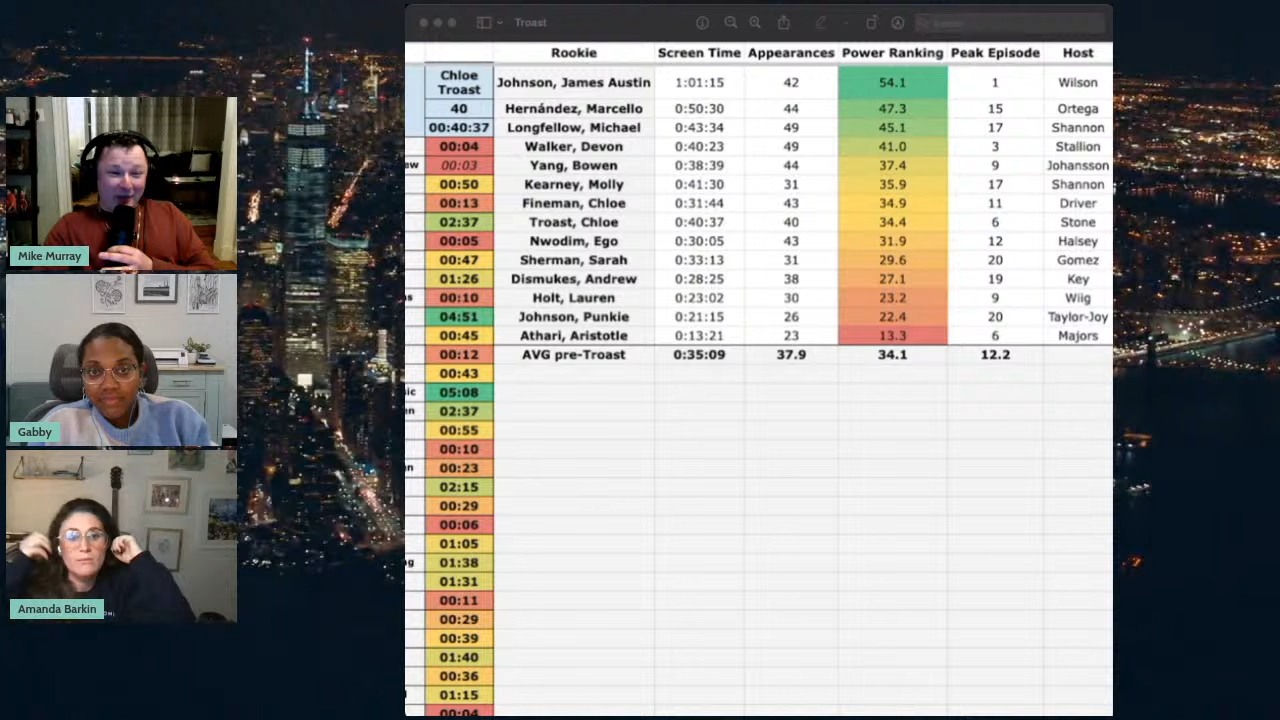 Troast
Rookie Screen Time Appearances Power Ranking Peak Episode Host
Chloe Troast
Johnson, James Austin 1:01:15 42 54.1 1 Wilson
40 Hernández, Marcello 0:50:30 44 47.3 15 Ortega
00:40:37 Longfellow, Michael 0:43:34 49 45.1 17 Shannon
00:04 Walker, Devon 0:40:23 49 41.0 3 Stallion
ew 00:03 Yang, Bowen 0:38:39 44 37.4 9 Johansson
00:50 Kearney, Molly 0:41:30 31 35.9 17 Shannon
00:13 Fineman, Chloe 0:31:44 43 34.9 11 Driver
02:37 Troast, Chloe 0:40:37 40 34.4 6 Stone
00:05 Nwodim, Ego 0:30:05 43 31.9 12 Halsey
00:47 Sherman, Sarah 0:33:13 31 29.6 20 Gomez
01:26 Dismukes, Andrew 0:28:25 38 27.1 19 Key
00:10 Holt, Lauren 0:23:02 30 23.2 9 Wiig
04:51 Johnson, Punkie 0:21:15 26 22.4 20 Taylor-Joy
00:45 Athari, Aristotle 0:13:21 23 13.3 6 Majors
00:12 AVG pre-Troast 0:35:09 37.9 34.1 12.2
00:43
ic 05:08
en 02:37
00:55
00:10
an 00:23
02:15
00:29
00:06
01:05
01:38
01:31
00:11
00:29
00:39
01:40
00:36
01:15
00:04
Mike Murray
Gabby
Amanda Barkin